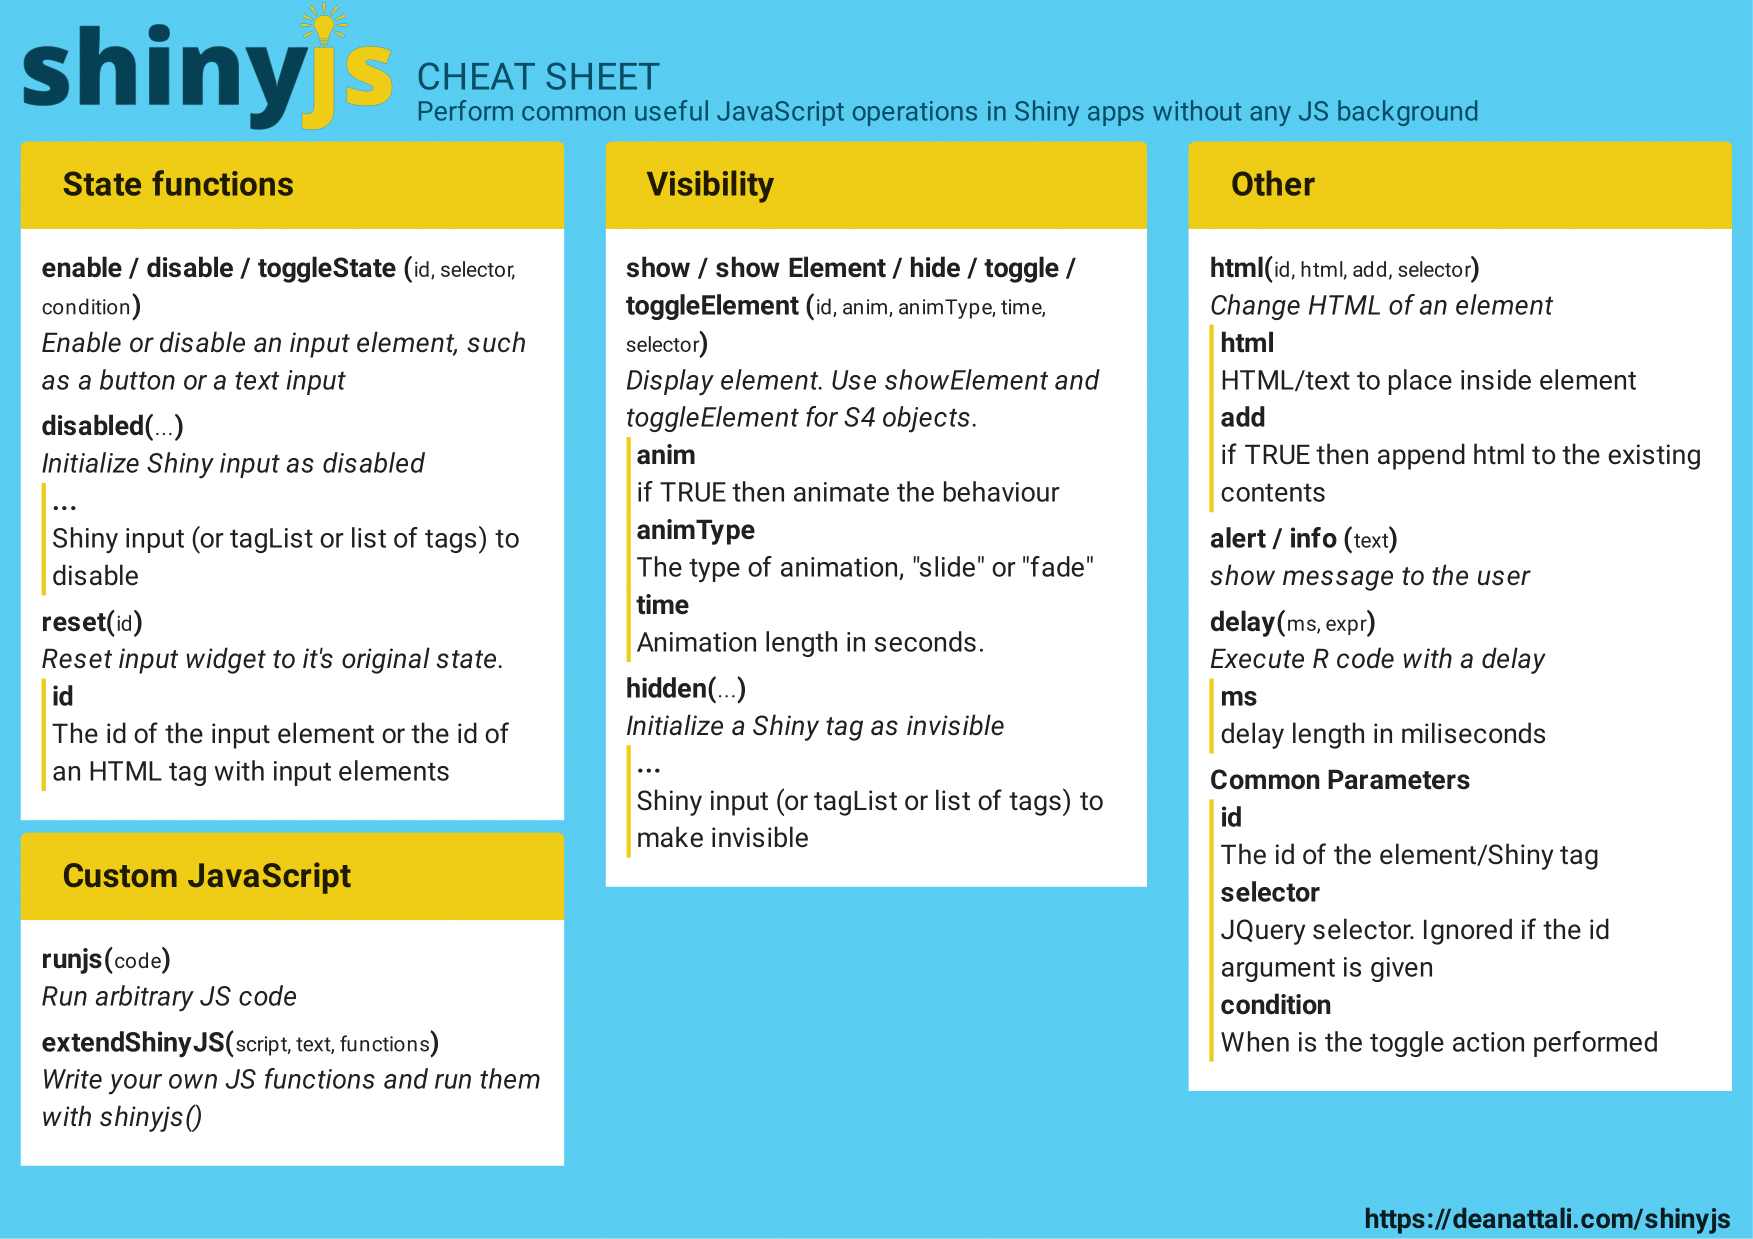 shinyjs
CHEAT SHEET
Perform common useful JavaScript operations in Shiny apps without any JS background
State functions
enable / disable / toggleState (id, selector,
condition)
Enable or disable an input element, such
as a button or a text input
disabled(...)
Initialize Shiny input as disabled
...
Shiny input (or tagList or list of tags) to
disable
reset(id)
Reset input widget to it's original state.
id
The id of the input element or the id of
an HTML tag with input elements
Custom JavaScript
runjs(code)
Run arbitrary JS code
extendShinyJS(script, text, functions)
Write your own JS functions and run them
with shinyjs()
Visibility
show / show Element / hide / toggle /
toggleElement (id, anim, animType, time,
selector)
Display element. Use showElement and
toggleElement for S4 objects.
anim
if TRUE then animate the behaviour
animType
The type of animation, "slide" or "fade"
time
Animation length in seconds.
hidden(...)
Initialize a Shiny tag as invisible
...
Shiny input (or tagList or list of tags) to
make invisible
Other
html(id, html, add, selector)
Change HTML of an element
html
HTML/text to place inside element
add
if TRUE then append html to the existing
contents
alert / info (text)
show message to the user
delay(ms, expr)
Execute R code with a delay
ms
delay length in miliseconds
Common Parameters
id
The id of the element/Shiny tag
selector
JQuery selector. Ignored if the id
argument is given
condition
When is the toggle action performed
https://deanattali.com/shinyjs